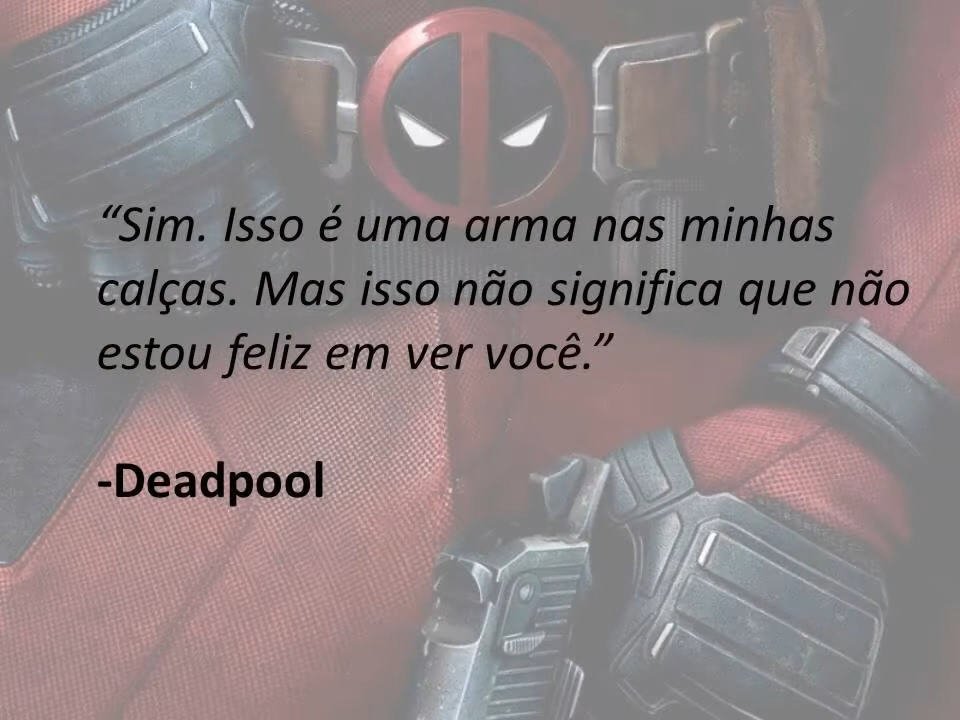 “Sim. Isso é uma arma nas minhas
calças. Mas isso não significa que não
estou feliz em ver você.”
-Deadpool